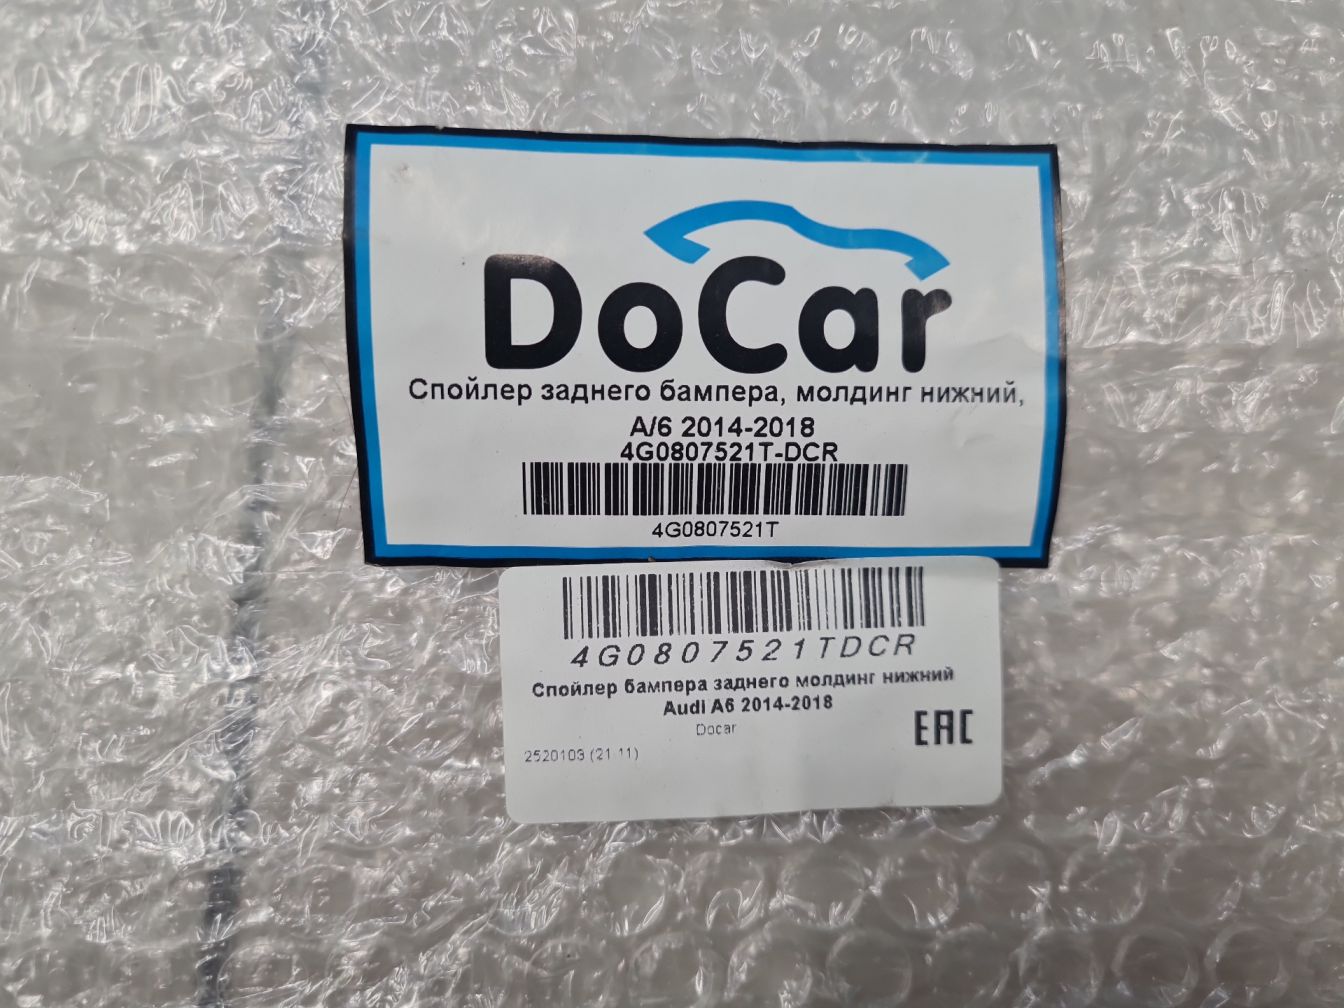 DoCar
Спойлер заднего бампера, молдинг нижний,
А/6 2014-2018
4G0807521T-DCR
4G0807521T
4G0807521TDCR
Спойлер бампера заднего молдинг нижний
Audi A6 2014-2018
Docar
EAC
2520103 (21 11)